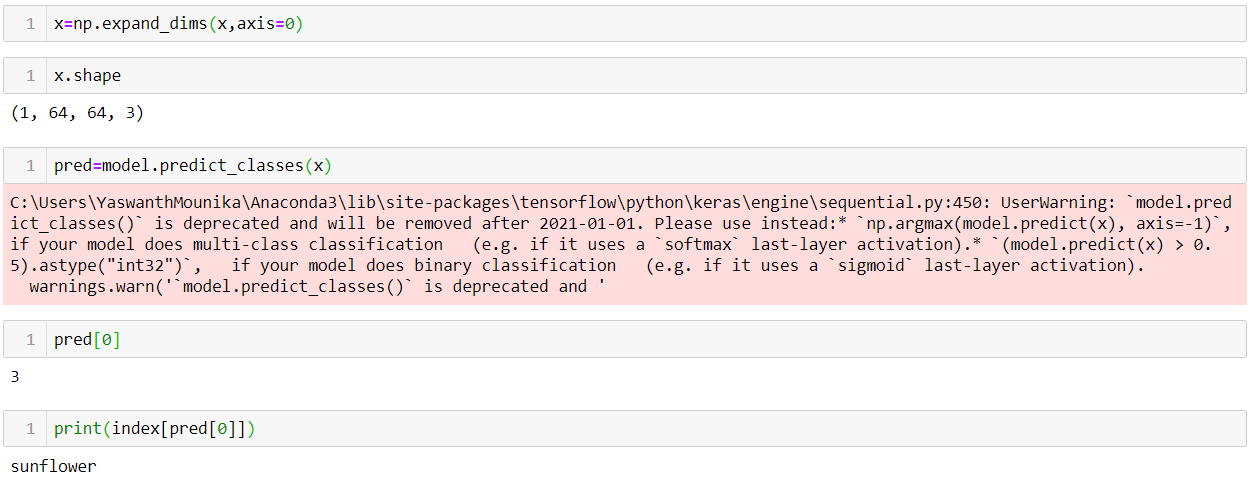 1 x=np.expand_dims(x,axis=0)
1 x.shape
(1, 64, 64, 3)
1 pred=model.predict_classes(x)
C:\Users\YaswanthMounika\Anaconda3\lib\site-packages\tensorflow\python\keras\engine\sequential.py:450: UserWarning: `model.pred
ict_classes()` is deprecated and will be removed after 2021-01-01. Please use instead:* `np.argmax(model.predict(x), axis=-1)`,
if your model does multi-class classification   (e.g. if it uses a `softmax` last-layer activation).* `(model.predict(x) > 0.
5).astype("int32")`,   if your model does binary classification   (e.g. if it uses a `sigmoid` last-layer activation).
  warnings.warn('`model.predict_classes()` is deprecated and '
1 pred[0]
3
1 print(index[pred[0]])
sunflower